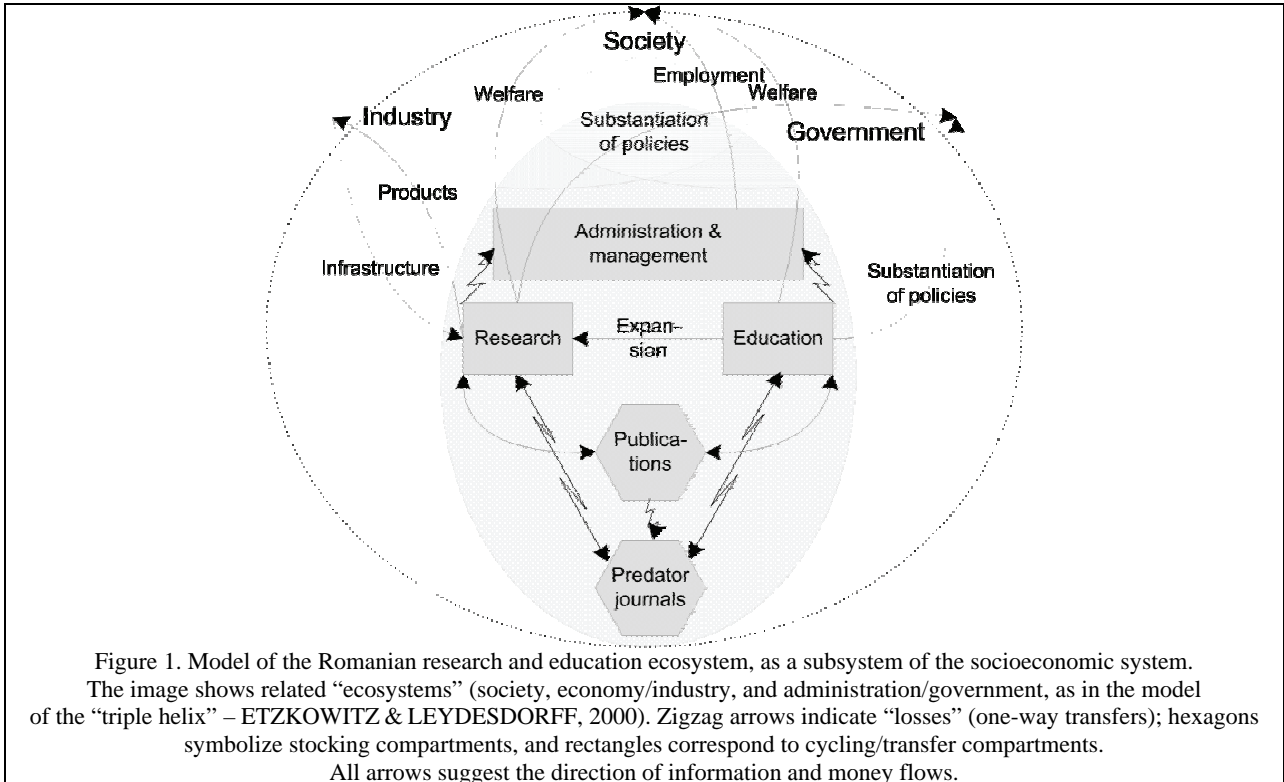 Society
Employment
Welfare
Welfare
Industry
Substantiation
of policies
Government
Products
Administration &
management
Infrastructure
Substantiation
of policies
Research
Expan-
sian
Education
Publica-
tions
Predator
journals
Figure 1. Model of the Romanian research and education ecosystem, as a subsystem of the socioeconomic system.
The image shows related “ecosystems” (society, economy/industry, and administration/government, as in the model
of the “triple helix” – ETZKOWITZ & LEYDESDORFF, 2000). Zigzag arrows indicate “losses” (one-way transfers); hexagons
symbolize stocking compartments, and rectangles correspond to cycling/transfer compartments.
All arrows suggest the direction of information and money flows.